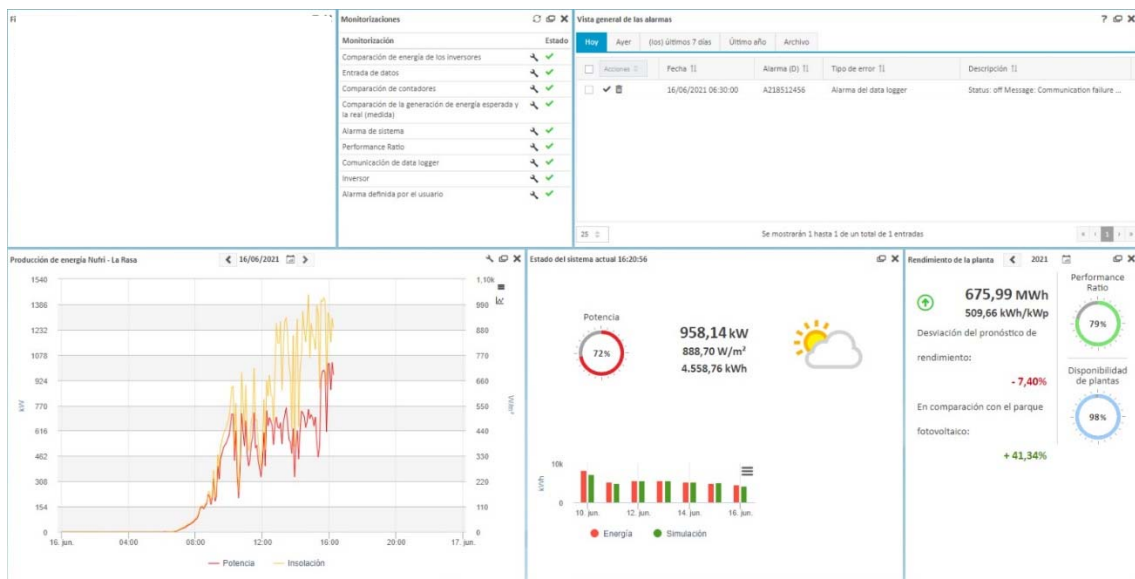 Fi
Monitorizaciones
Monitorización Estado
Comparación de energía de los inversores
Entrada de datos
Comparación de contadores
Comparación de la generación de energía esperada y
la real (medida)
Alarma de sistema
Performance Ratio
Comunicación de data logger
Inversor
Alarma definida por el usuario
Vista general de las alarmas
Hoy Ayer (los) últimos 7 días Último año Archivo
Acciones Fecha Alarma (D) Tipo de error Descripción
16/06/2021 06:30:00 A218512456 Alarma del data logger Status: off Message: Communication failure ...
25 Se mostrarán 1 hasta 1 de un total de 1 entradas 1
Producción de energía Nufri - La Rasa 16/06/2021
1540 1,10k
1386 990
1232 880
1078 770
924 660
770 550
616 440
462 330
308 220
154 110
0 0
kW
W/m²
16. jun. 04:00 08:00 12:00 16:00 20:00 17. jun.
Potencia Insolación
Estado del sistema actual 16:20:56
Potencia
72%
958,14 kW
888,70 W/m²
4.558,76 kWh
10k
0
kWh
10. jun. 12. jun. 14. jun. 16. jun.
Energía Simulación
Rendimiento de la planta 2021
675,99 MWh
509,66 kWh/kWp
Desviación del pronóstico de
rendimiento:
- 7,40%
En comparación con el parque
fotovoltaico:
+ 41,34%
Performance
Ratio
79%
Disponibilidad
de plantas
98%